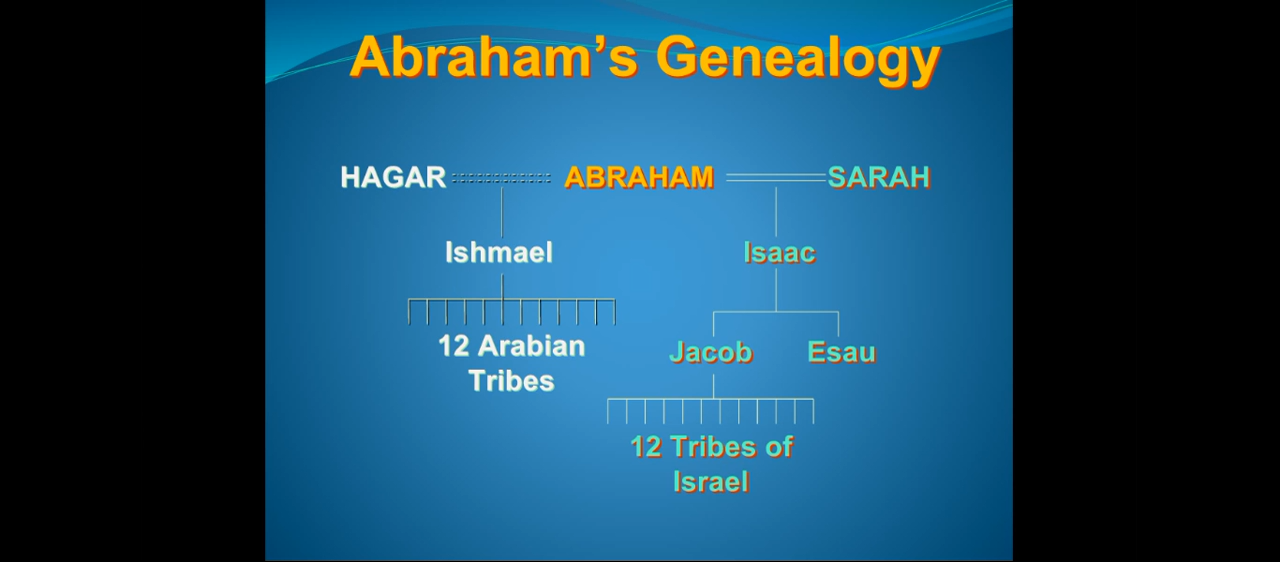 Abraham’s Genealogy
HAGAR ABRAHAM SARAH
Ishmael Isaac
12 Arabian
Tribes
Jacob Esau
12 Tribes of
Israel